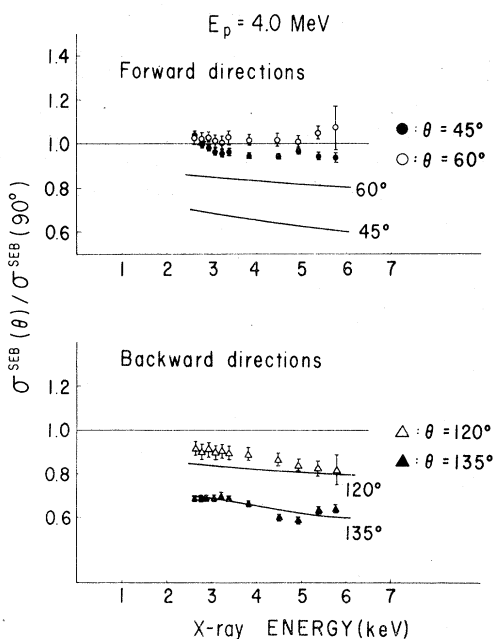 E_p = 4.0 MeV
Forward directions
1.4
1.2
1.0
0.8
0.6
● : θ = 45°
○ : θ = 60°
60°
45°
1 2 3 4 5 6 7
σ^SEB (θ) / σ^SEB (90°)
Backward directions
1.2
1.0
0.8
0.6
△ : θ = 120°
▲ : θ = 135°
120°
135°
1 2 3 4 5 6 7
X-ray ENERGY (keV)